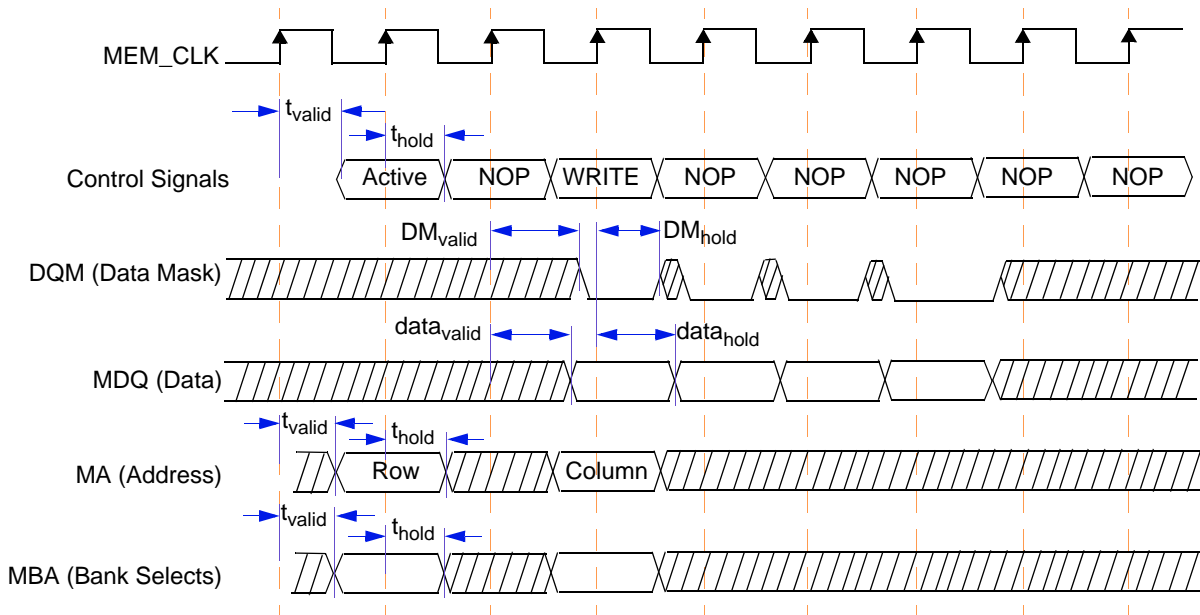 MEM_CLK
tvalid
thold
Control Signals Active NOP WRITE NOP NOP NOP NOP NOP
DMvalid DMhold
DQM (Data Mask)
datavalid datahold
MDQ (Data)
tvalid thold
MA (Address) Row Column
tvalid thold
MBA (Bank Selects)